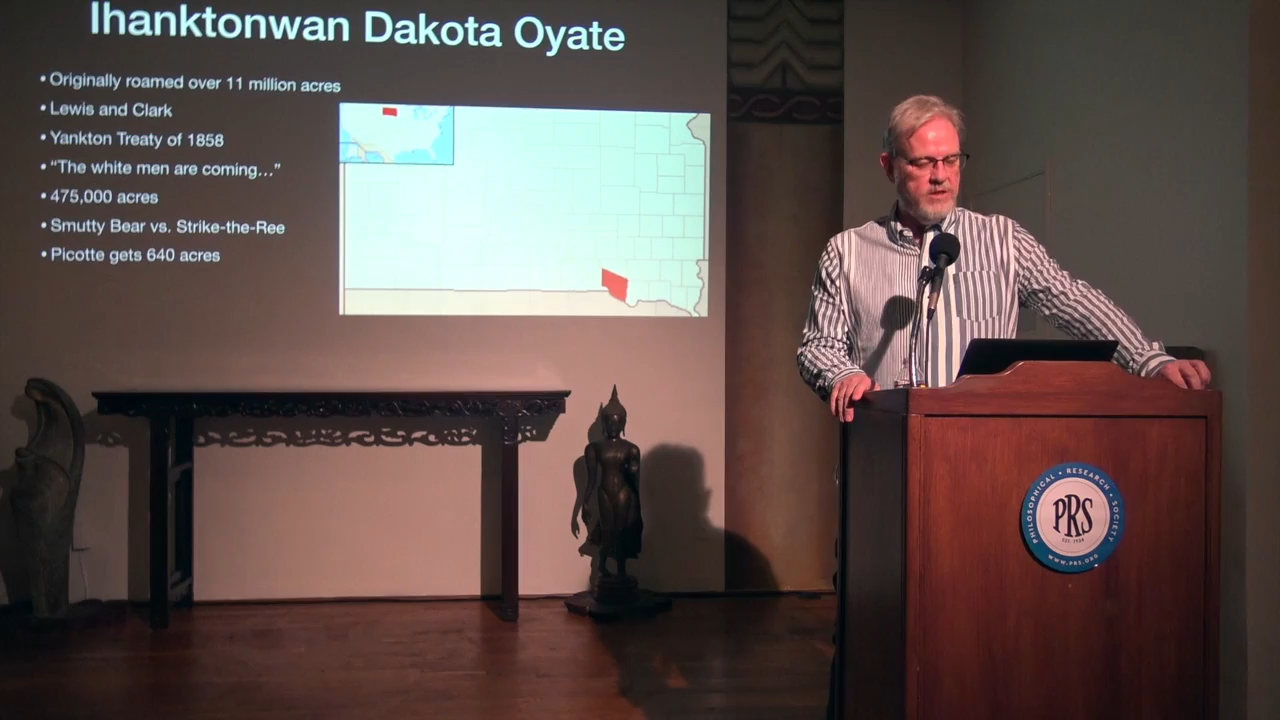 Ihanktonwan Dakota Oyate
• Originally roamed over 11 million acres
• Lewis and Clark
• Yankton Treaty of 1858
• “The white men are coming…”
• 475,000 acres
• Smutty Bear vs. Strike-the-Ree
• Picotte gets 640 acres
PHILOSOPHICAL • RESEARCH • SOCIETY
PRS
EST. 1934
WWW.PRS.ORG